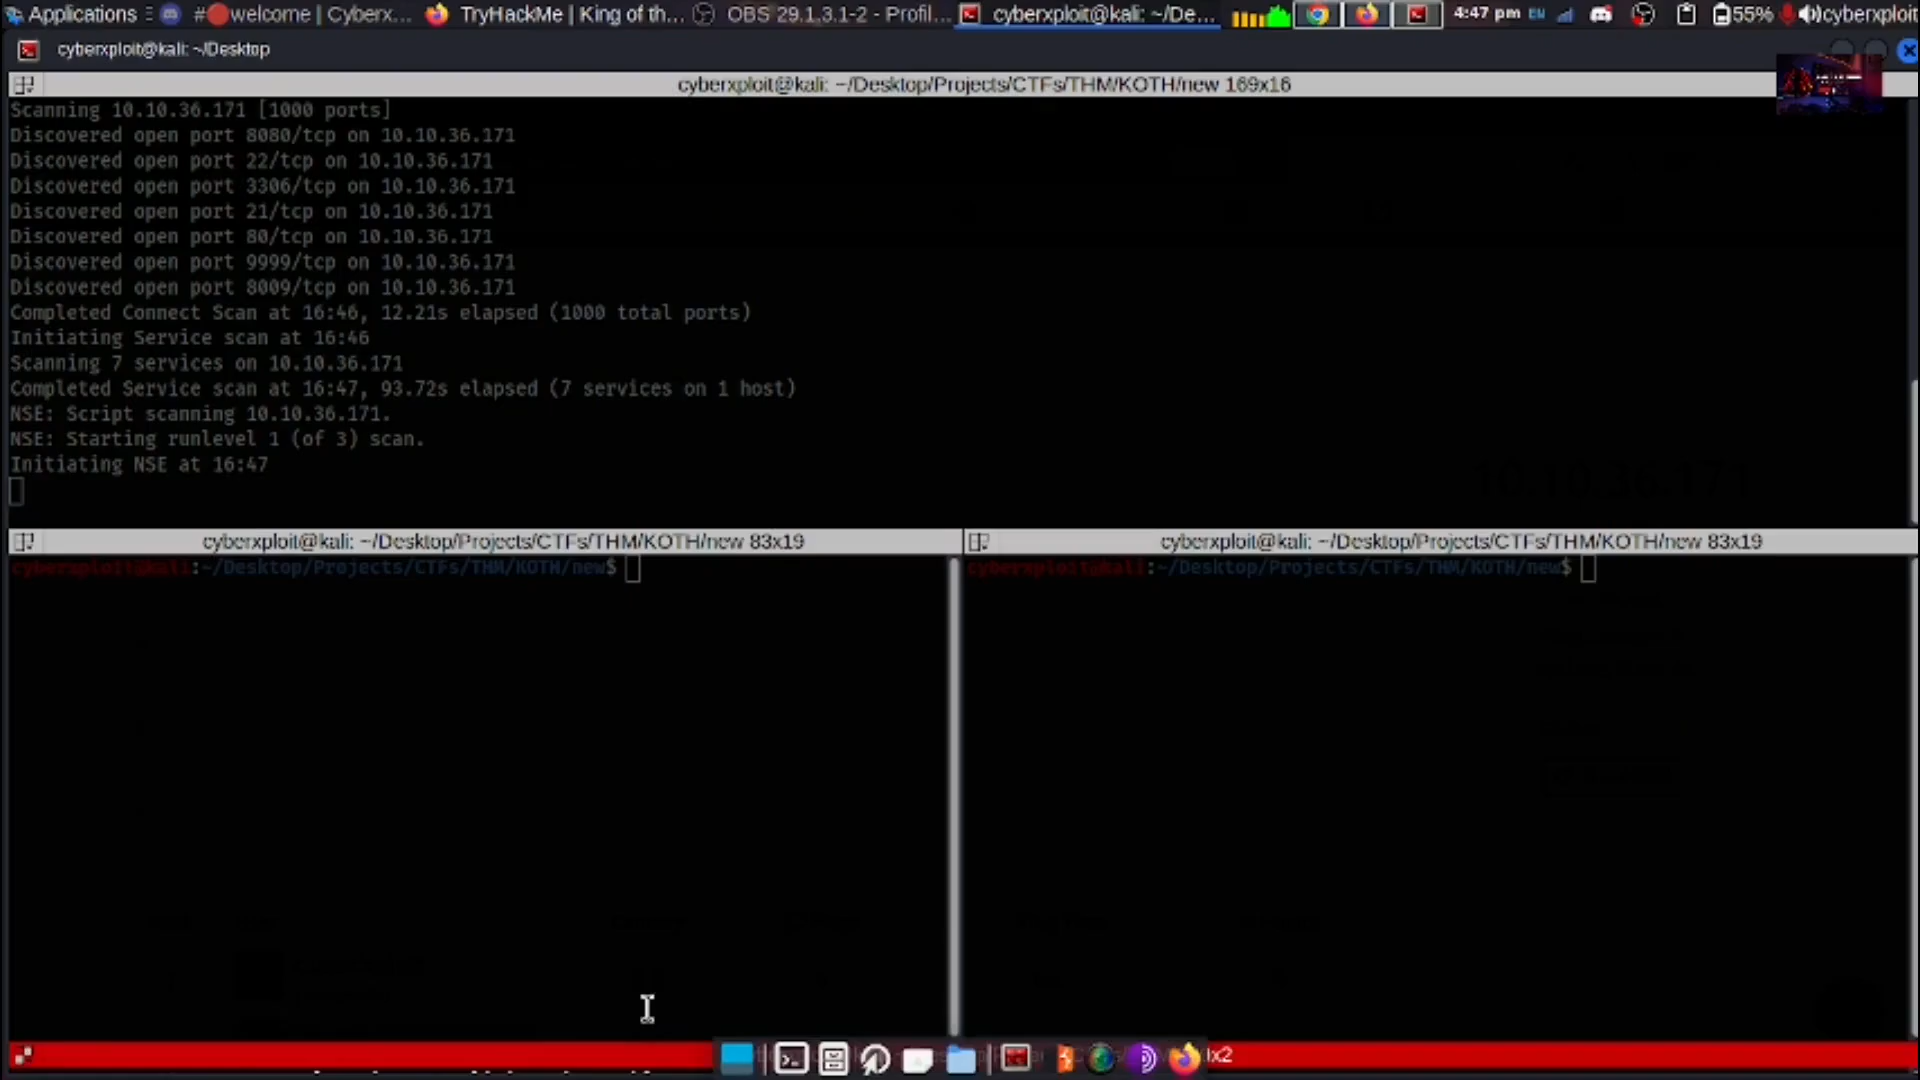 Applications
#🔴welcome | Cyberx...
TryHackMe | King of th...
OBS 29.1.3.1-2 - Profil...
cyberxploit@kali: ~/De...
4:47 pm
EN
55%
cyberxploit
cyberxploit@kali: ~/Desktop
cyberxploit@kali: ~/Desktop/Projects/CTFs/THM/KOTH/new 169x16
Scanning 10.10.36.171 [1000 ports]
Discovered open port 8080/tcp on 10.10.36.171
Discovered open port 22/tcp on 10.10.36.171
Discovered open port 3306/tcp on 10.10.36.171
Discovered open port 21/tcp on 10.10.36.171
Discovered open port 80/tcp on 10.10.36.171
Discovered open port 9999/tcp on 10.10.36.171
Discovered open port 8009/tcp on 10.10.36.171
Completed Connect Scan at 16:46, 12.21s elapsed (1000 total ports)
Initiating Service scan at 16:46
Scanning 7 services on 10.10.36.171
Completed Service scan at 16:47, 93.72s elapsed (7 services on 1 host)
NSE: Script scanning 10.10.36.171.
NSE: Starting runlevel 1 (of 3) scan.
Initiating NSE at 16:47
10.10.36.171
cyberxploit@kali: ~/Desktop/Projects/CTFs/THM/KOTH/new 83x19
cyberxploit@kali:~/Desktop/Projects/CTFs/THM/KOTH/new$
cyberxploit@kali: ~/Desktop/Projects/CTFs/THM/KOTH/new 83x19
cyberxploit@kali:~/Desktop/Projects/CTFs/THM/KOTH/new$